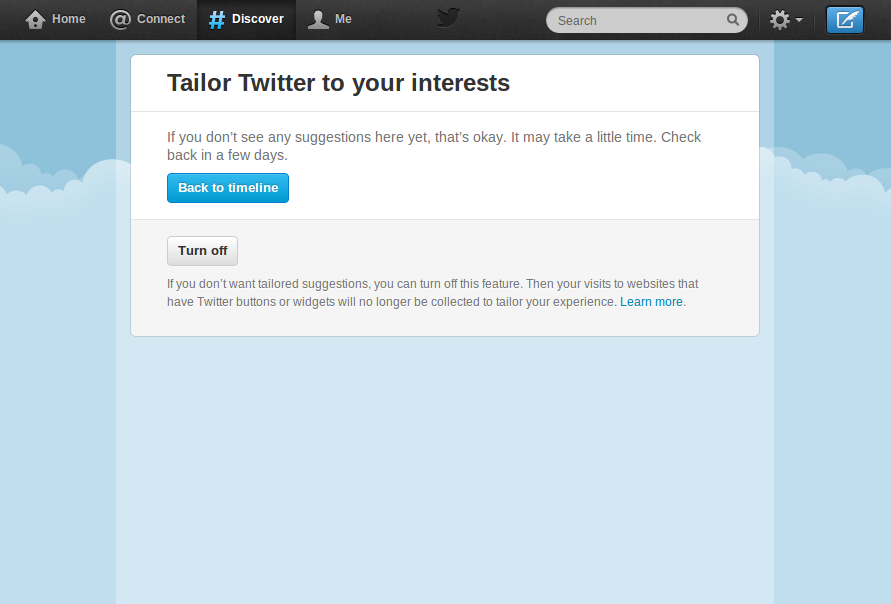 Home
@ Connect
# Discover
Me
Search
Tailor Twitter to your interests
If you don’t see any suggestions here yet, that’s okay. It may take a little time. Check
back in a few days.
Back to timeline
Turn off
If you don’t want tailored suggestions, you can turn off this feature. Then your visits to websites that
have Twitter buttons or widgets will no longer be collected to tailor your experience. Learn more.